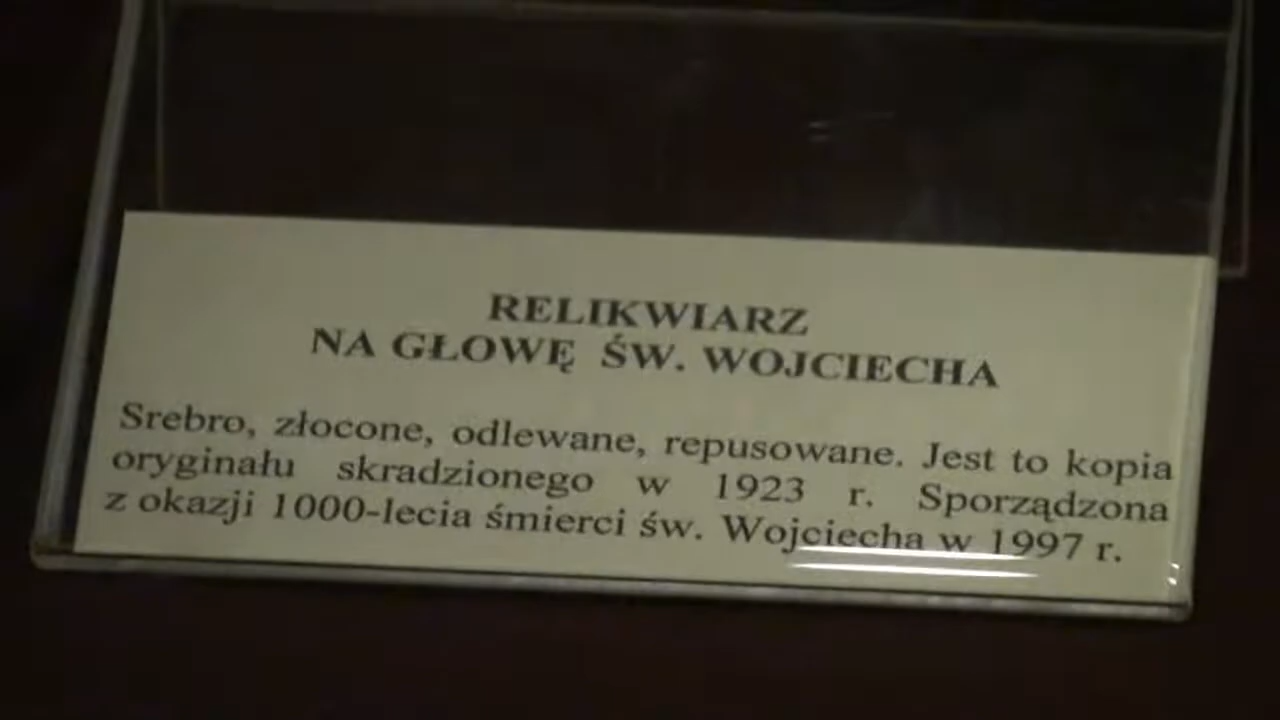 RELIKWIARZ
NA GŁOWĘ ŚW. WOJCIECHA
Srebro, złocone, odlewane, repusowane. Jest to kopia
oryginału skradzionego w 1923 r. Sporządzona
z okazji 1000-lecia śmierci św. Wojciecha w 1997 r.